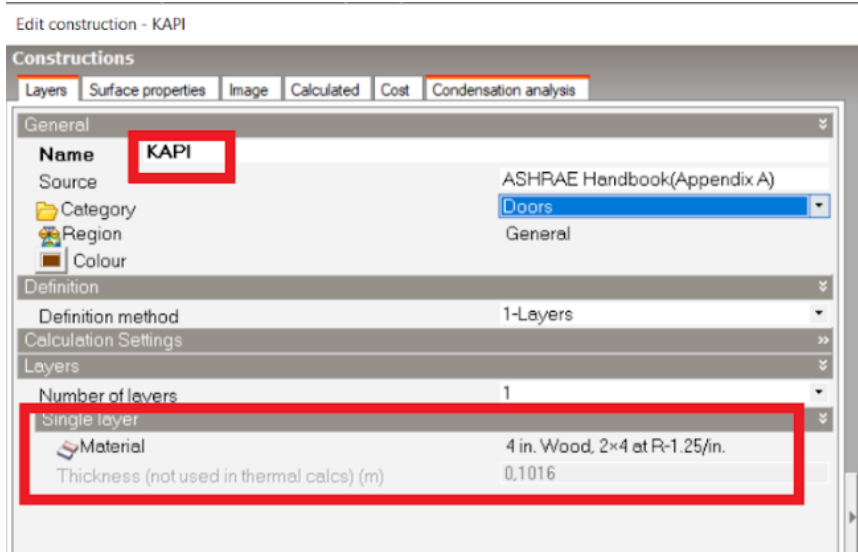 Edit construction - KAPI
Constructions
Layers Surface properties Image Calculated Cost Condensation analysis
General
Name KAPI
Source ASHRAE Handbook(Appendix A)
Category Doors
Region General
Colour
Definition
Definition method 1-Layers
Calculation Settings
Layers
Number of layers 1
Single layer
Material 4 in. Wood, 2×4 at R-1.25/in.
Thickness (not used in thermal calcs) (m) 0,1016